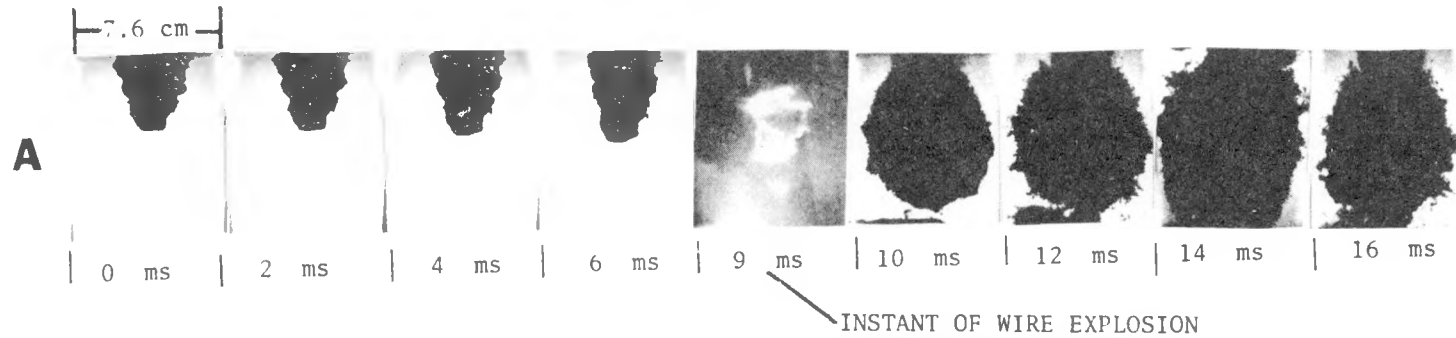 7.6 cm
A
0 ms 2 ms 4 ms 6 ms 9 ms 10 ms 12 ms 14 ms 16 ms
INSTANT OF WIRE EXPLOSION